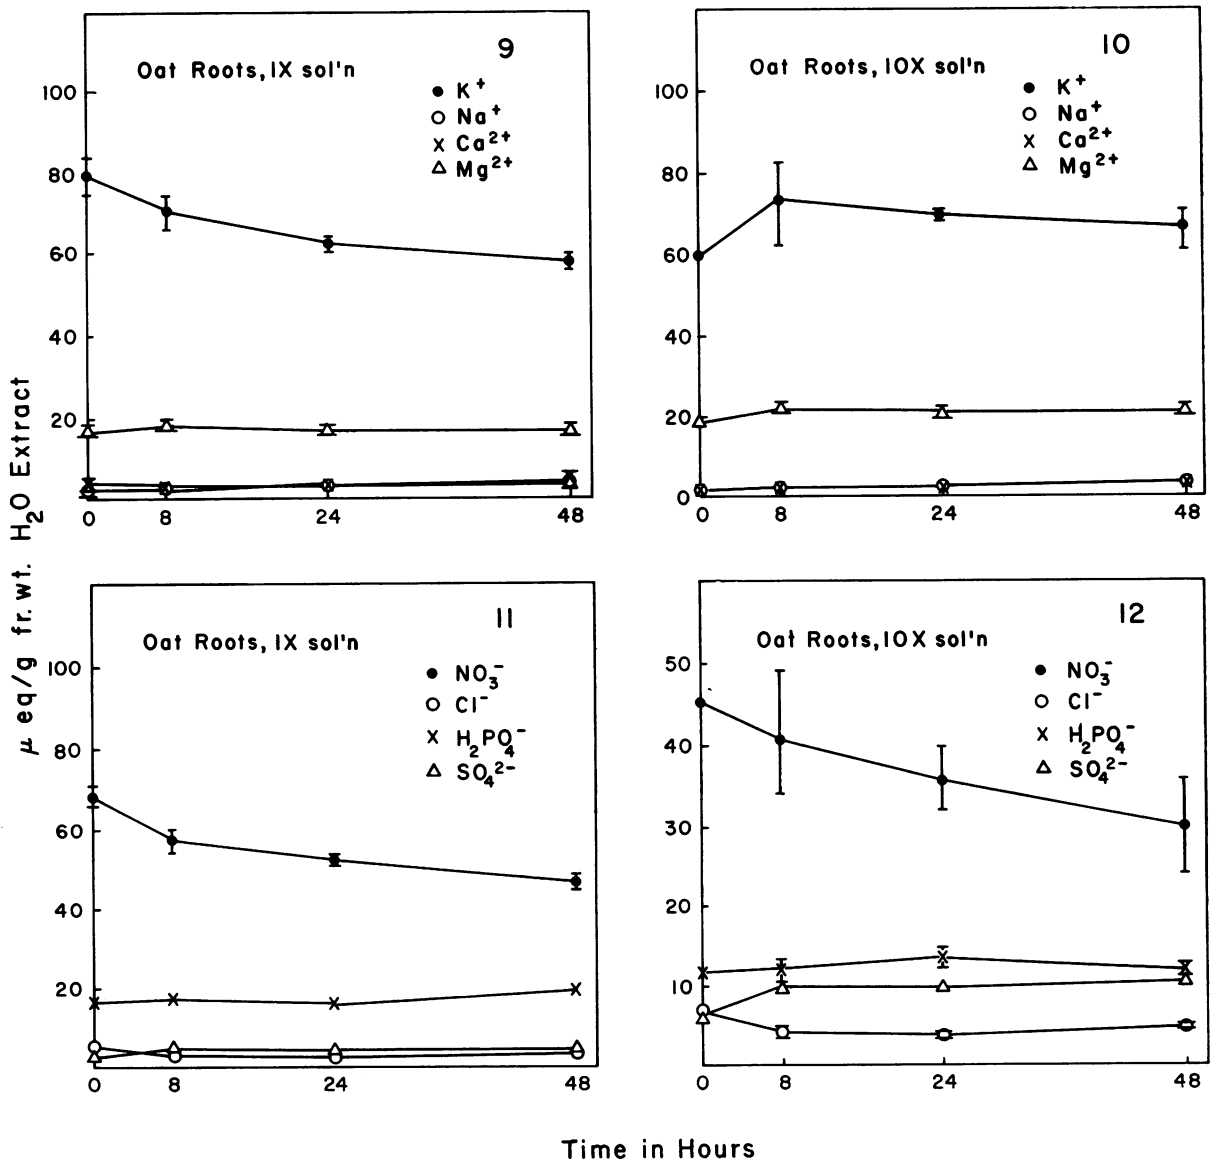 9
Oat Roots, 1X sol'n
K+
Na+
Ca2+
Mg2+
100
80
60
40
20
0 8 24 48
10
Oat Roots, 10X sol'n
K+
Na+
Ca2+
Mg2+
100
80
60
40
20
0
0 8 24 48
μ eq/g fr. wt. H2O Extract
11
Oat Roots, 1X sol'n
NO3-
Cl-
H2PO4-
SO42-
100
80
60
40
20
0 8 24 48
12
Oat Roots, 10X sol'n
NO3-
Cl-
H2PO4-
SO42-
50
40
30
20
10
0 8 24 48
Time in Hours